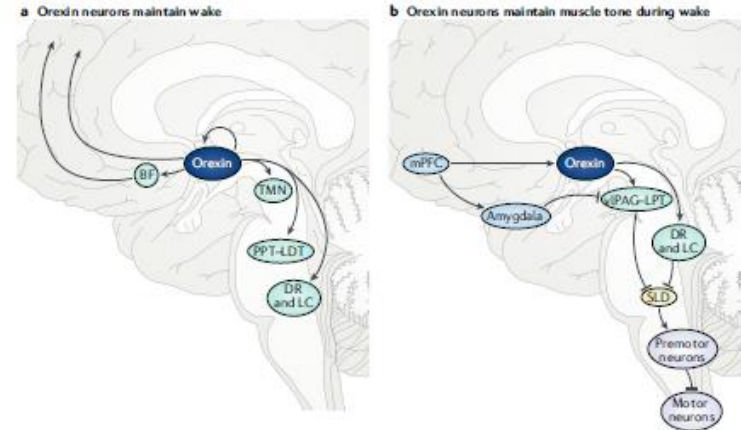 a Orexin neurons maintain wake
Orexin
BF
TMN
PPT–LDT
DR
and LC
b Orexin neurons maintain muscle tone during wake
mPFC
Orexin
Amygdala
vlPAG–LPT
DR
and LC
SLD
Premotor
neurons
Motor
neurons